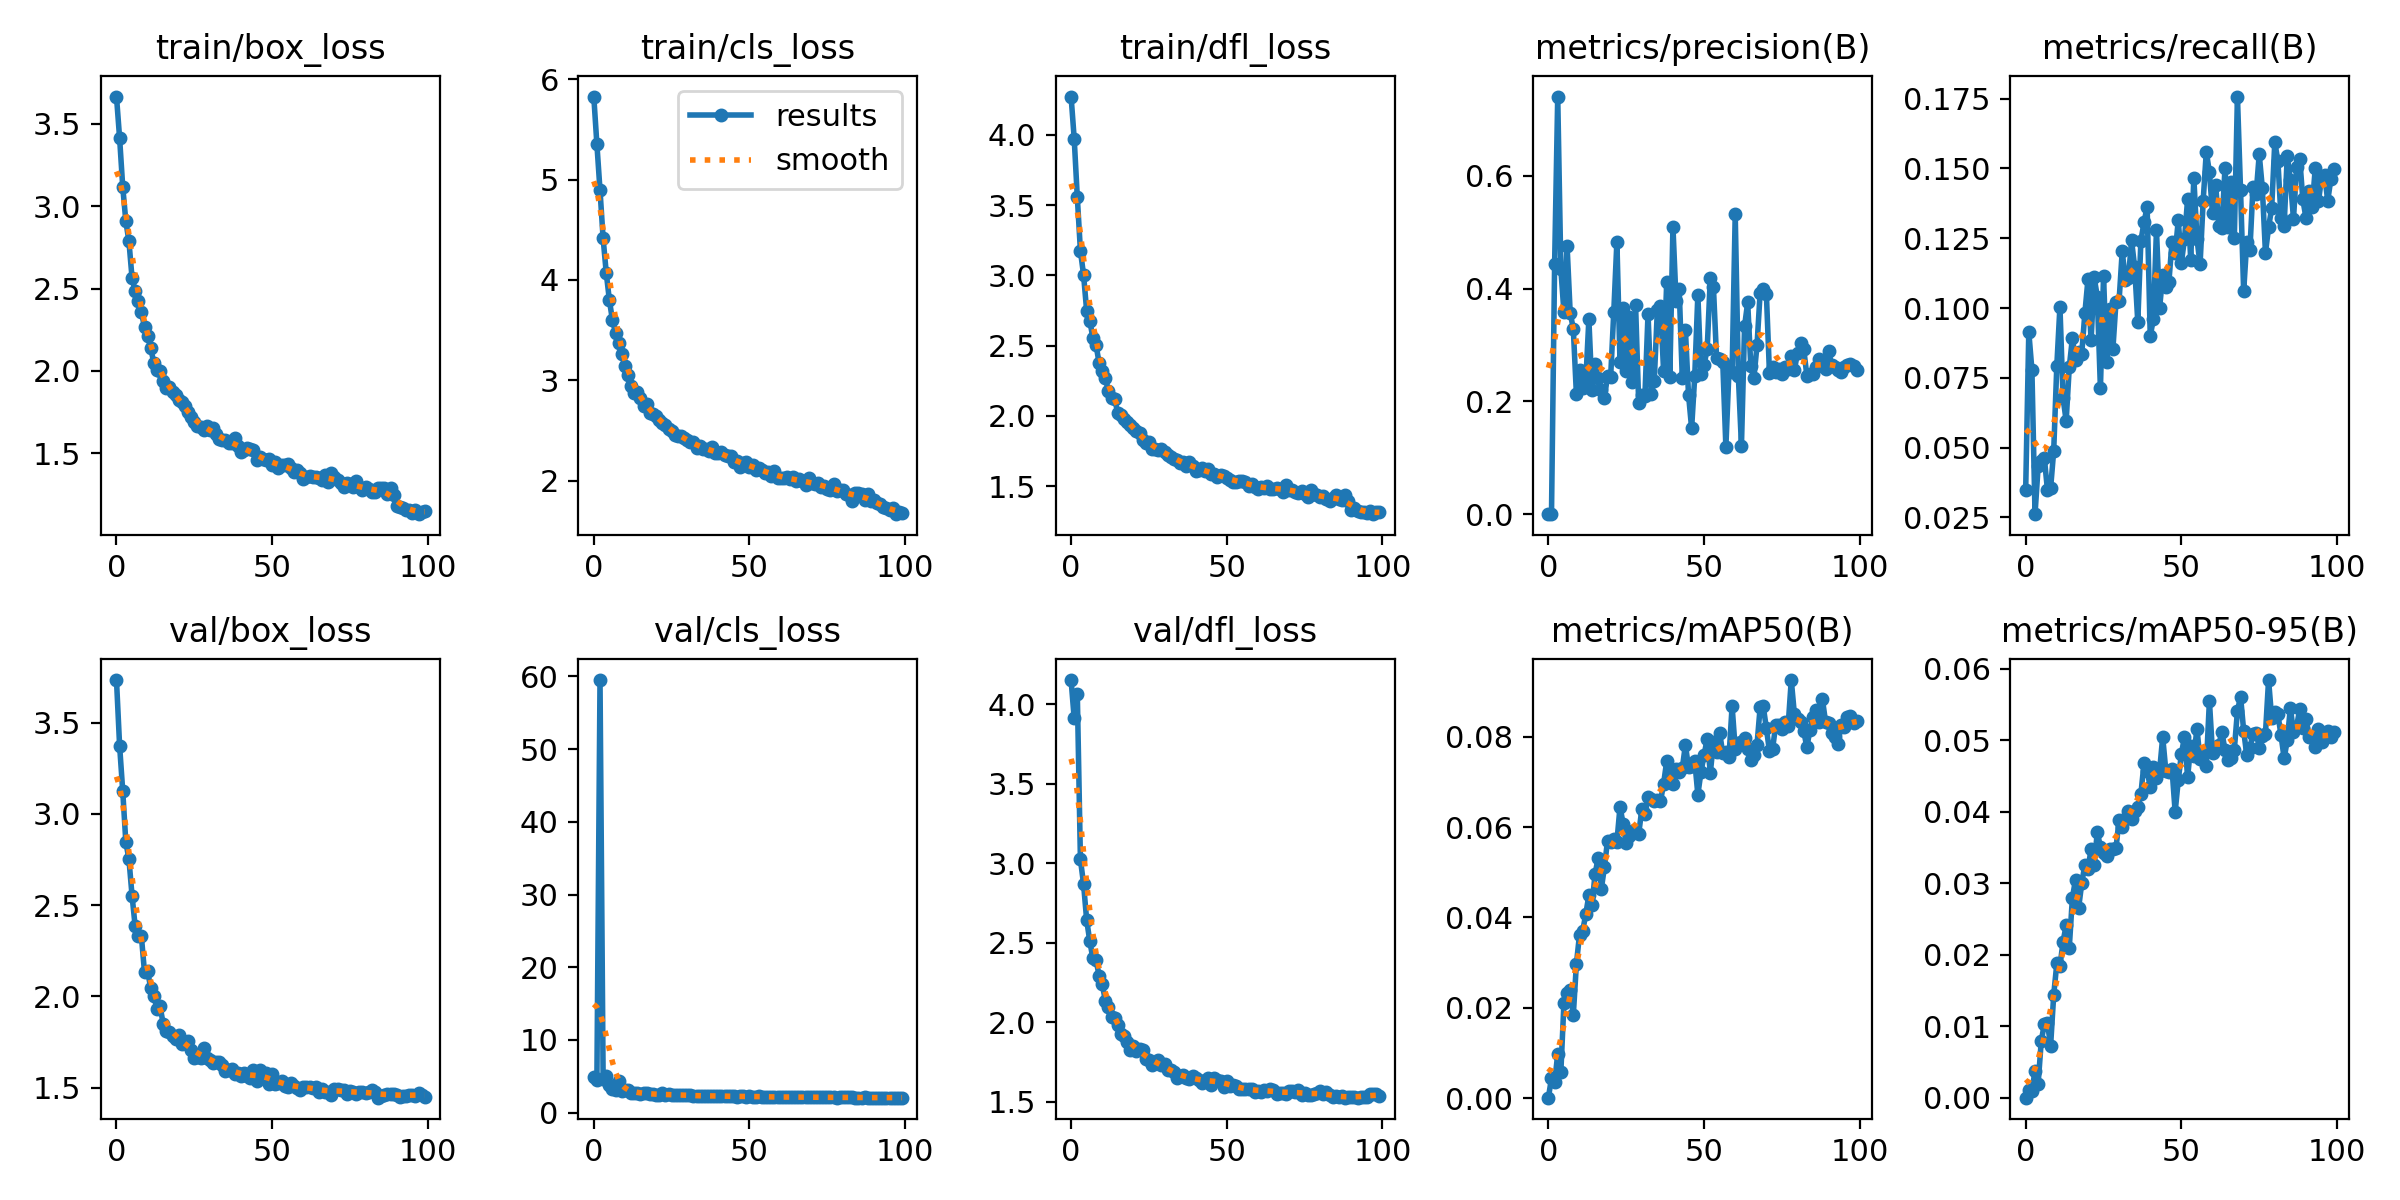 train/box_loss
3.5
3.0
2.5
2.0
1.5
0 50 100
train/cls_loss
6
5
4
3
2
results
smooth
0 50 100
train/dfl_loss
4.0
3.5
3.0
2.5
2.0
1.5
0 50 100
metrics/precision(B)
0.6
0.4
0.2
0.0
0 50 100
metrics/recall(B)
0.175
0.150
0.125
0.100
0.075
0.050
0.025
0 50 100
val/box_loss
3.5
3.0
2.5
2.0
1.5
0 50 100
val/cls_loss
60
50
40
30
20
10
0
0 50 100
val/dfl_loss
4.0
3.5
3.0
2.5
2.0
1.5
0 50 100
metrics/mAP50(B)
0.08
0.06
0.04
0.02
0.00
0 50 100
metrics/mAP50-95(B)
0.06
0.05
0.04
0.03
0.02
0.01
0.00
0 50 100